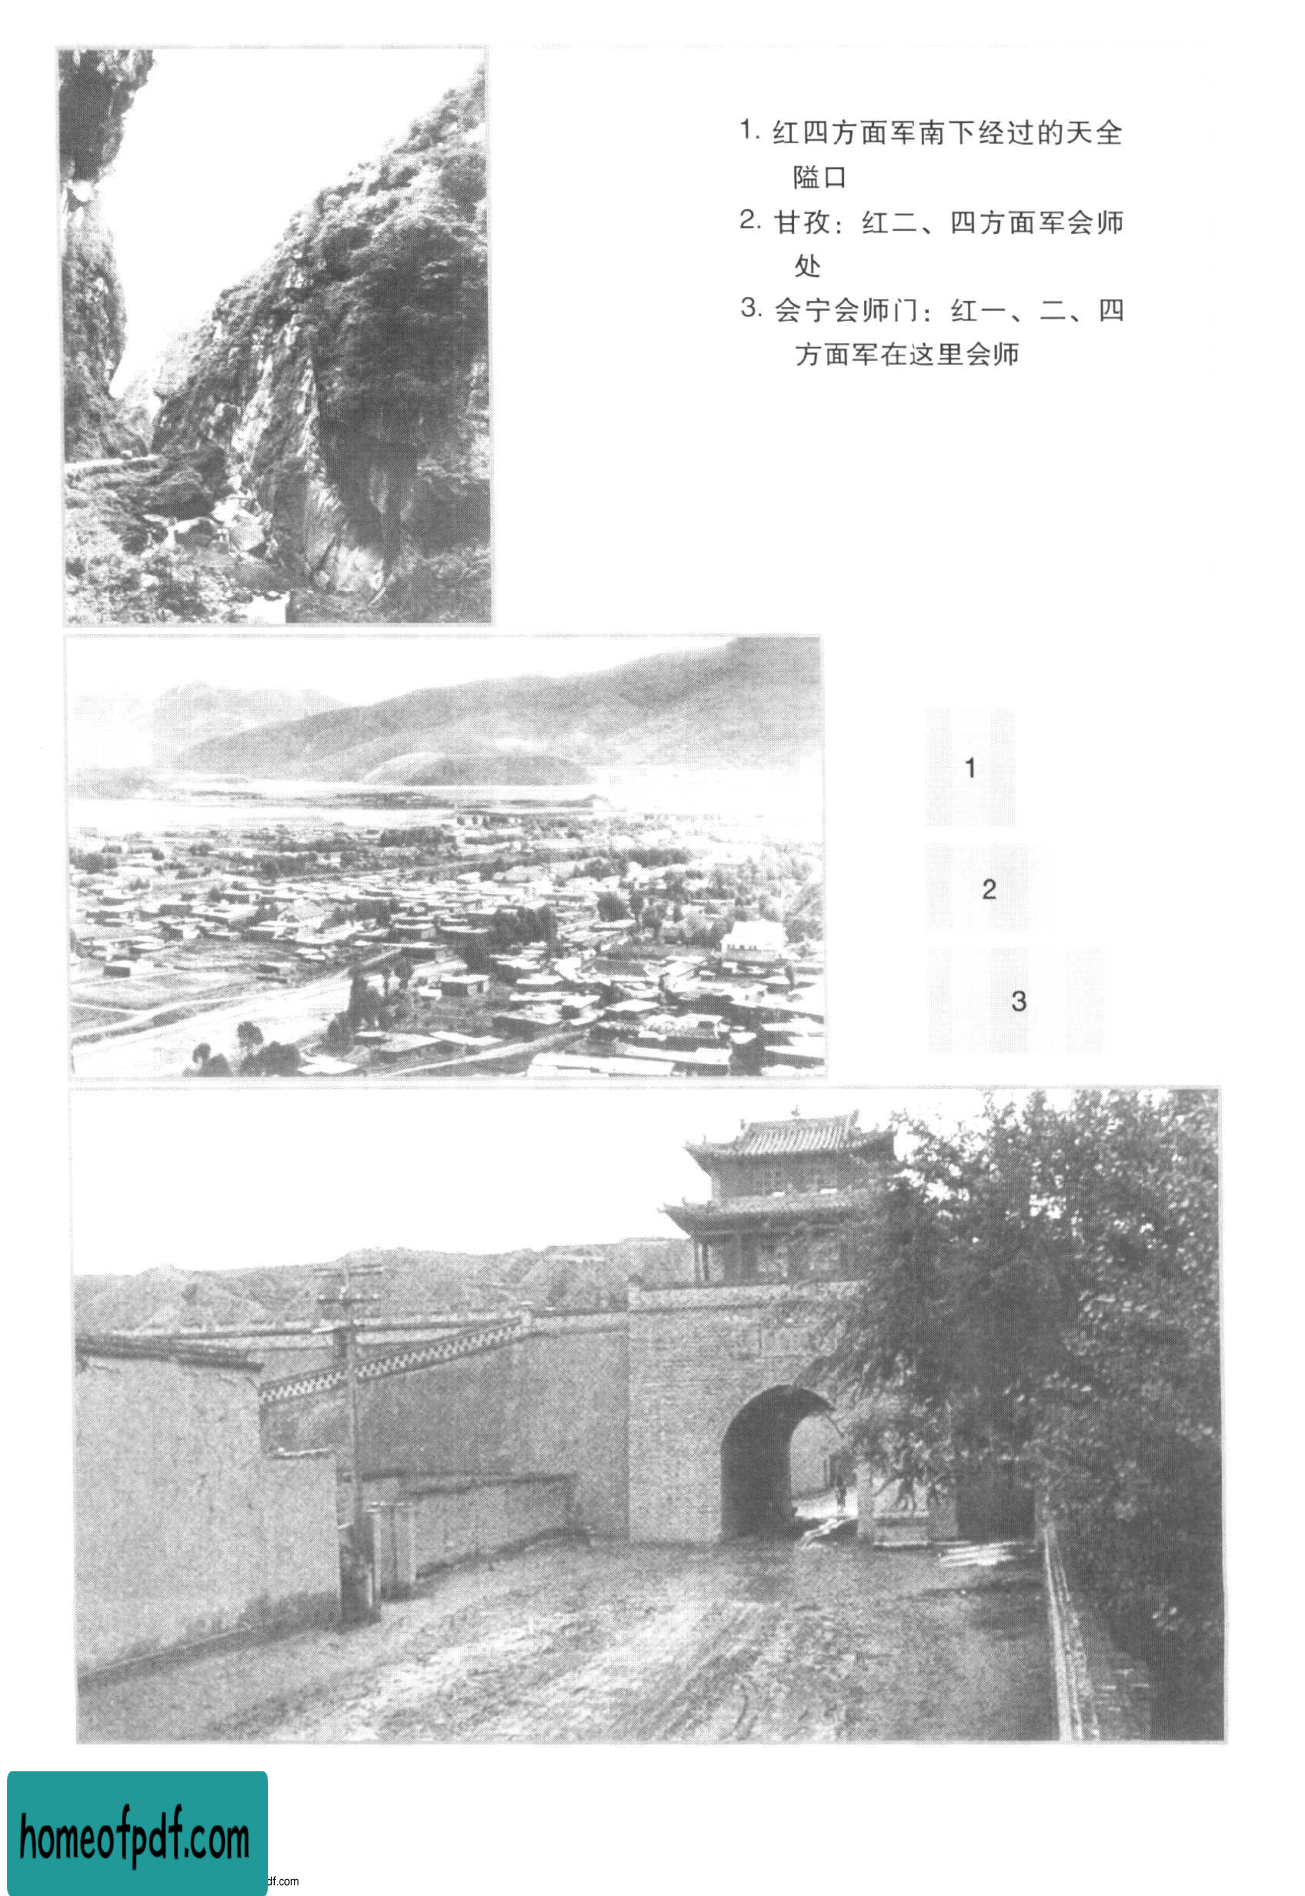 1. 红四方面军南下经过的天全
隘口
2. 甘孜：红二、四方面军会师
处
3. 会宁会师门：红一、二、四
方面军在这里会师
1
2
3
homeofpdf.com
df.com